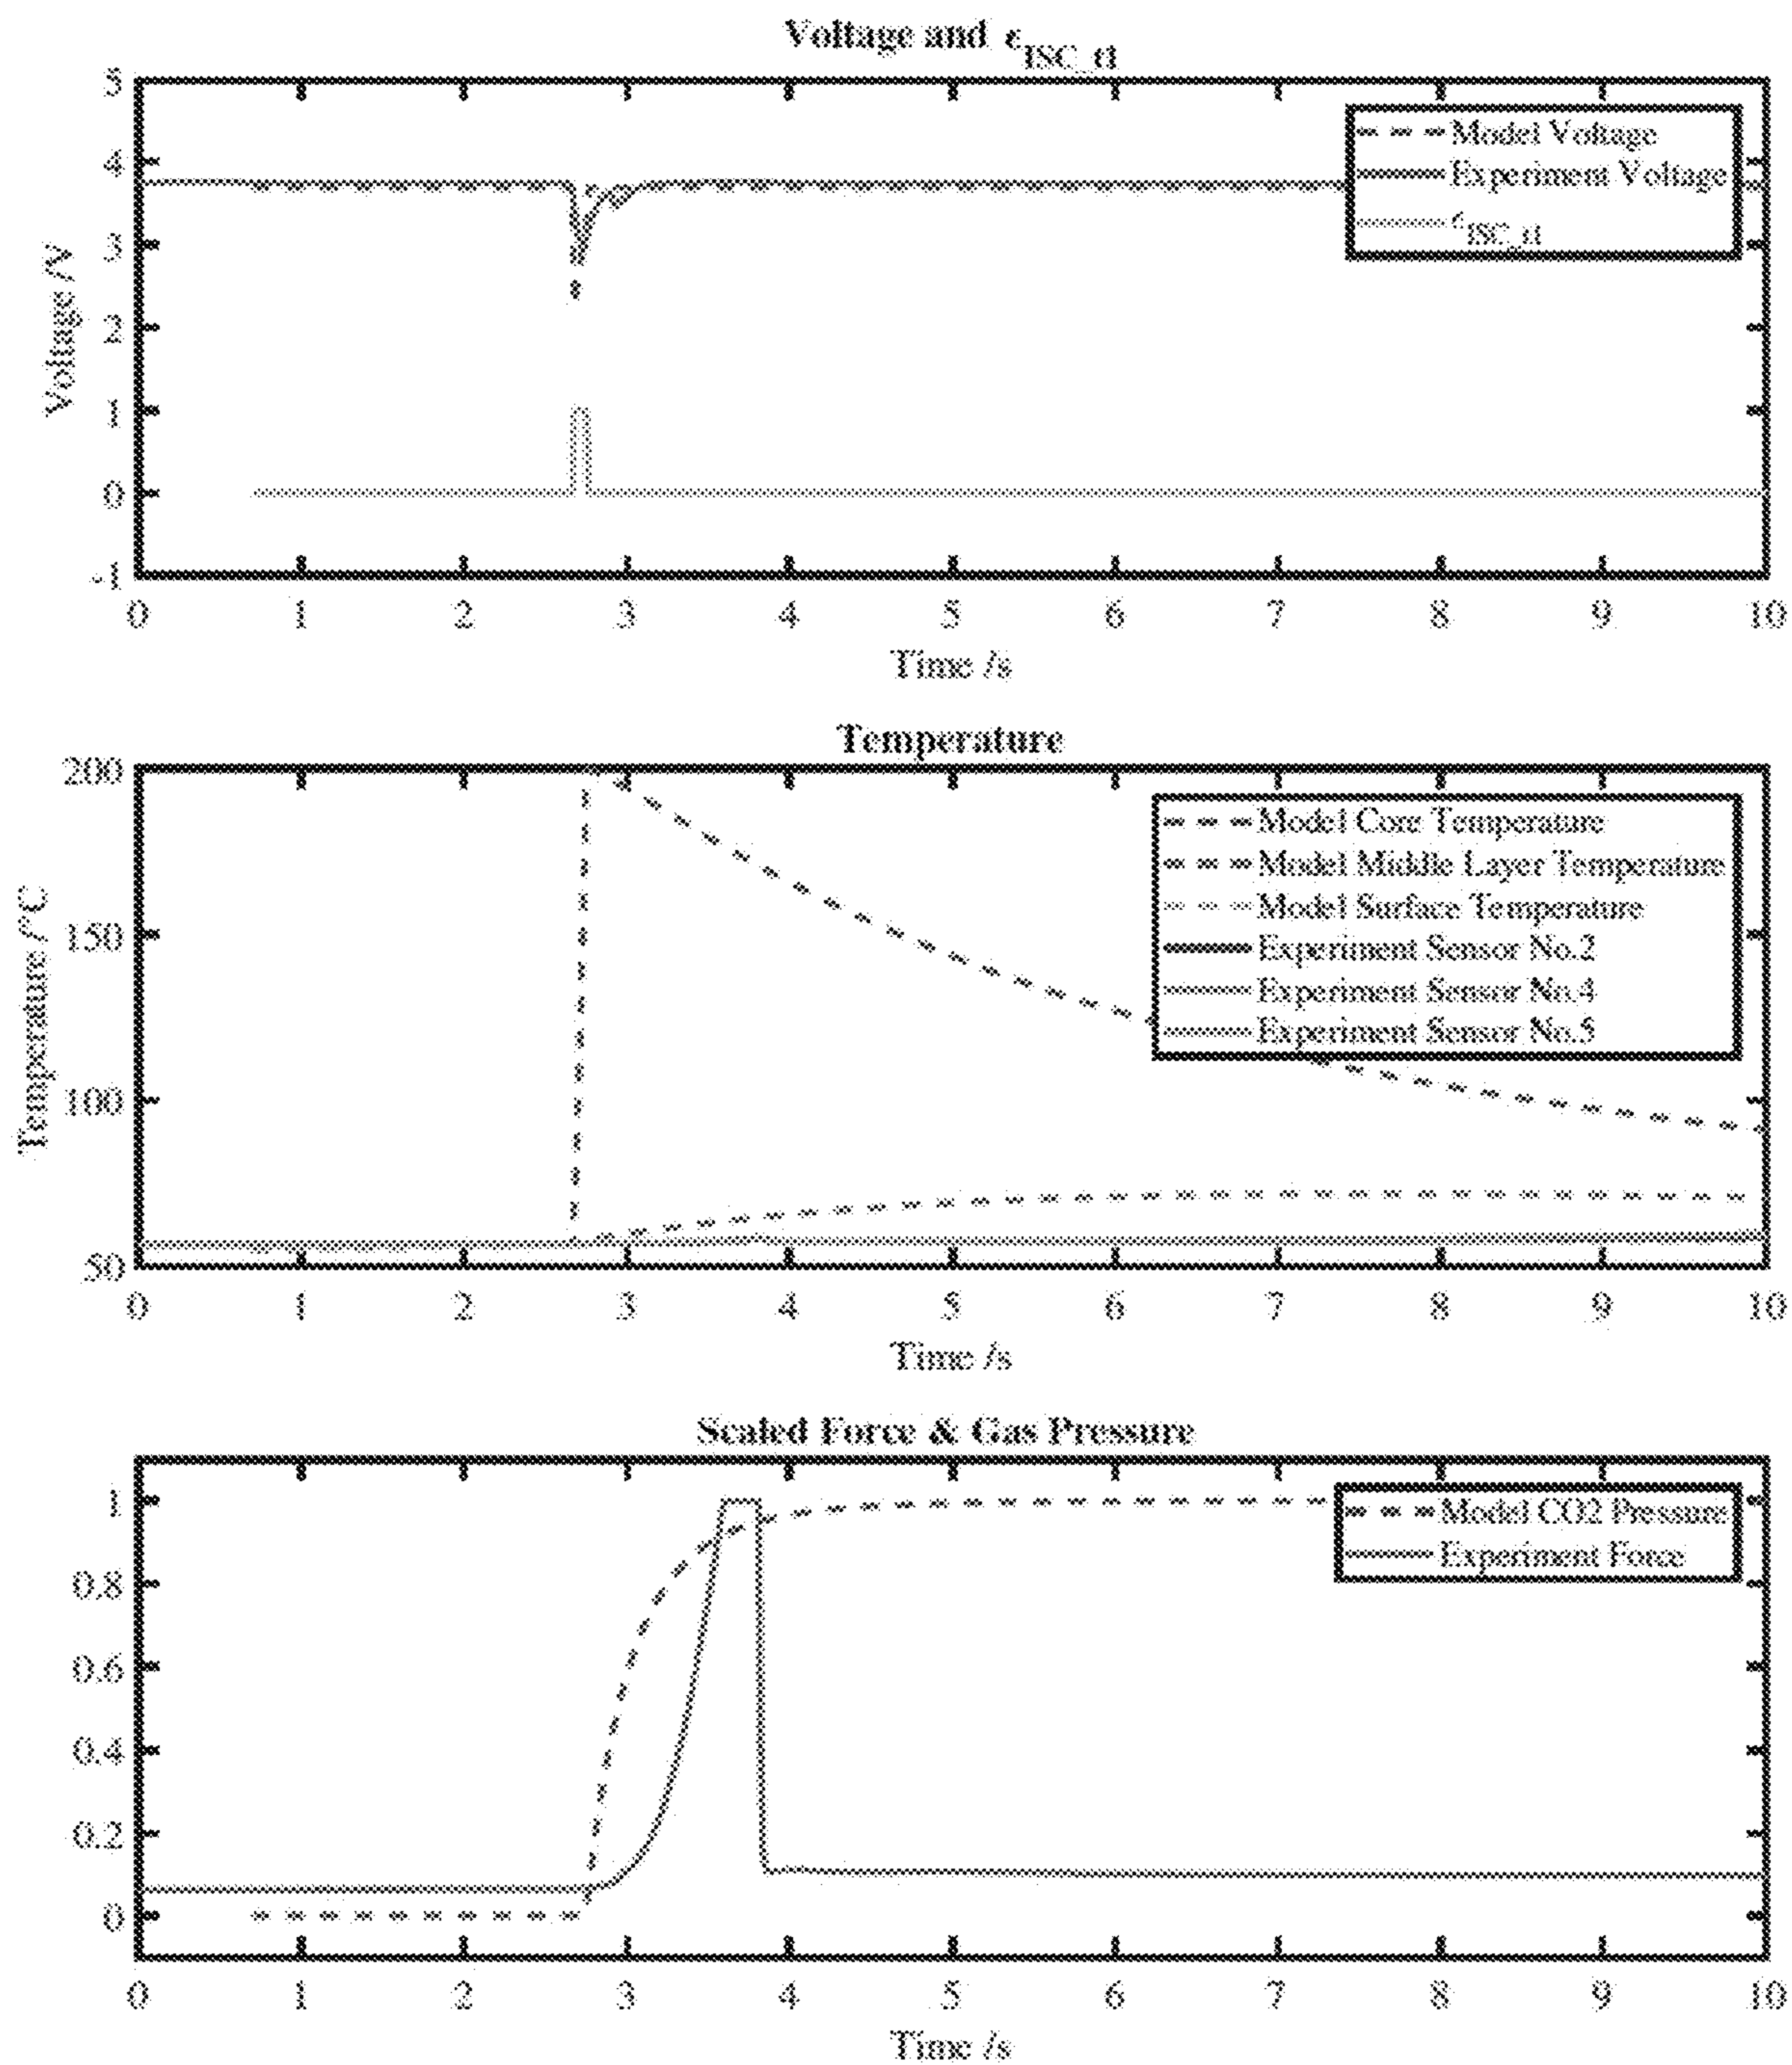 Voltage and ε_ISC_rl
5
4
3
2
1
0
-1
Voltage /V
Model Voltage
Experiment Voltage
ε_ISC_rl
0 1 2 3 4 5 6 7 8 9 10
Time /s
Temperature
200
150
100
50
Temperature /°C
Model Core Temperature
Model Middle Layer Temperature
Model Surface Temperature
Experiment Sensor No.2
Experiment Sensor No.4
Experiment Sensor No.5
0 1 2 3 4 5 6 7 8 9 10
Time /s
Scaled Force & Gas Pressure
1
0.8
0.6
0.4
0.2
0
Model CO2 Pressure
Experiment Force
0 1 2 3 4 5 6 7 8 9 10
Time /s